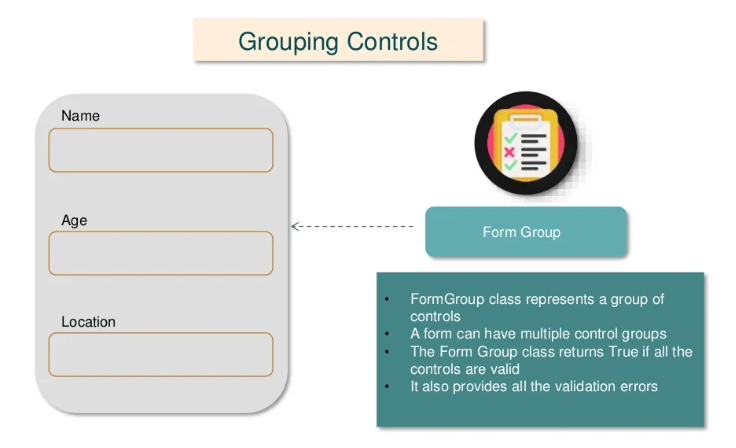 Grouping Controls
Name
Age
Location
Form Group
• FormGroup class represents a group of
controls
• A form can have multiple control groups
• The Form Group class returns True if all the
controls are valid
• It also provides all the validation errors